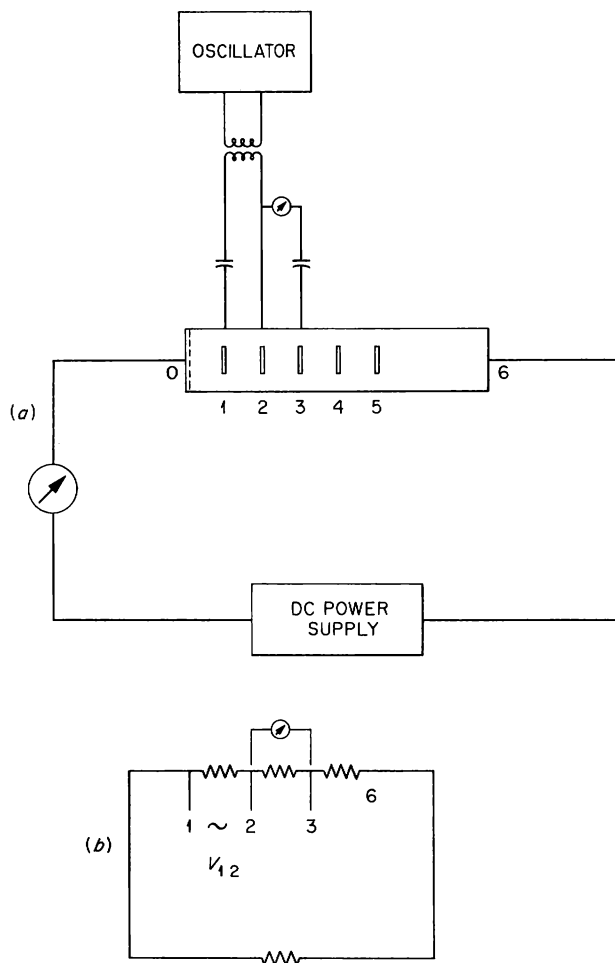 OSCILLATOR
0
6
1 2 3 4 5
(a)
DC POWER
SUPPLY
6
1 ~ 2 3
(b)
V12